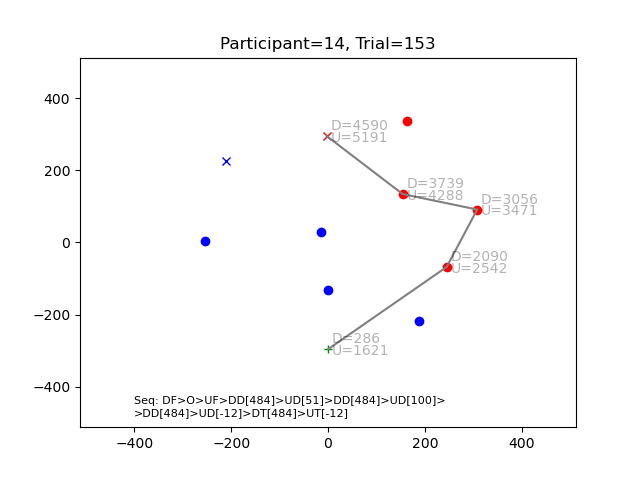 Participant=14, Trial=153
400
200
0
−200
−400
−400
−200
0
200
400
D=4590
U=5191
D=3739
U=4288
D=3056
U=3471
D=2090
U=2542
D=286
U=1621
Seq: DF>O>UF>DD[484]>UD[51]>DD[484]>UD[100]>
>DD[484]>UD[-12]>DT[484]>UT[-12]